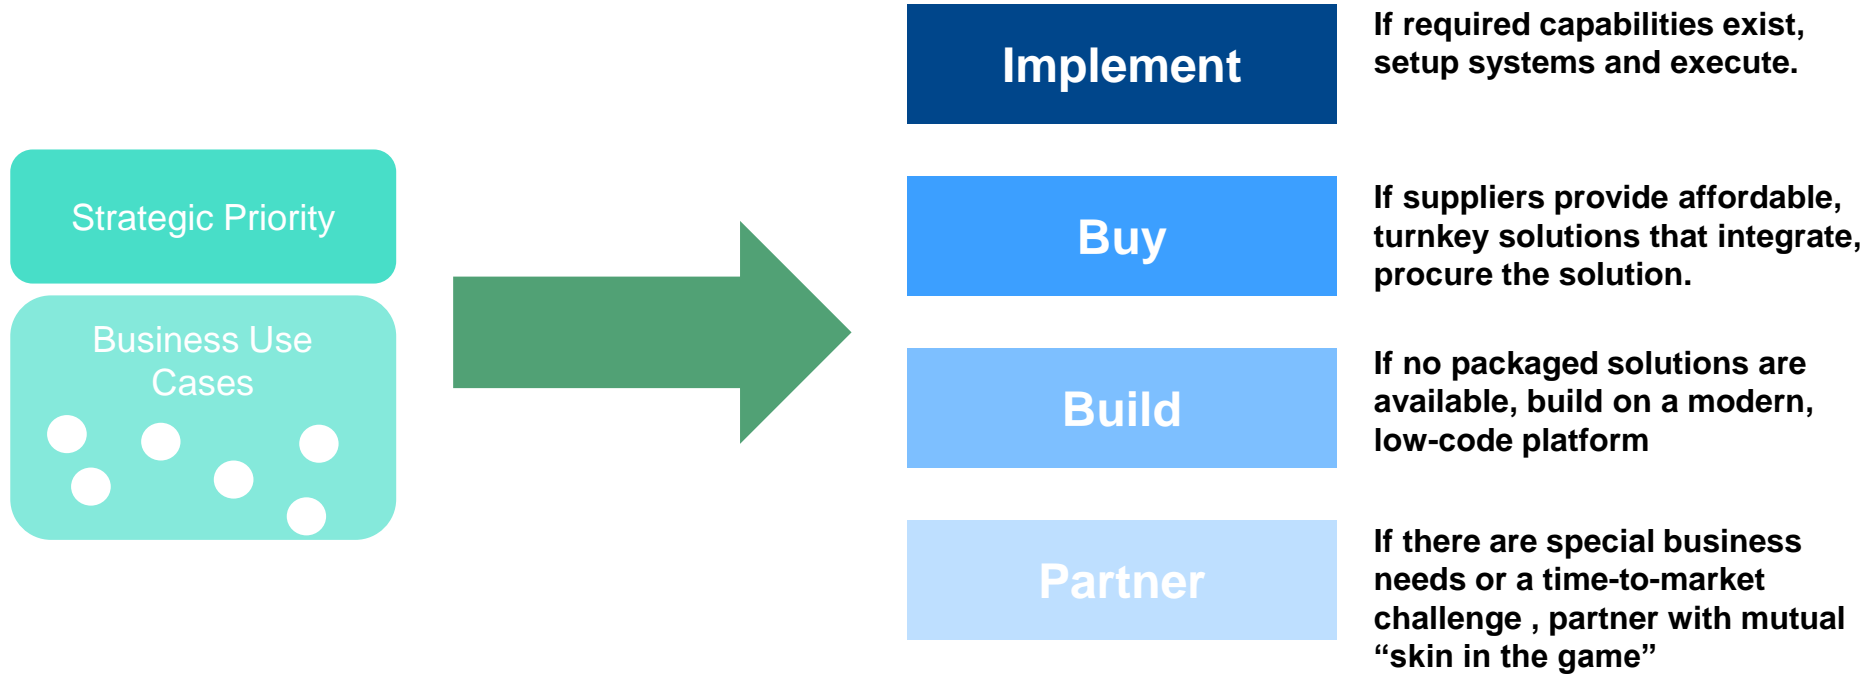 Strategic Priority
Business Use
Cases
Implement
If required capabilities exist,
setup systems and execute.
Buy
If suppliers provide affordable,
turnkey solutions that integrate,
procure the solution.
Build
If no packaged solutions are
available, build on a modern,
low-code platform
Partner
If there are special business
needs or a time-to-market
challenge , partner with mutual
“skin in the game”